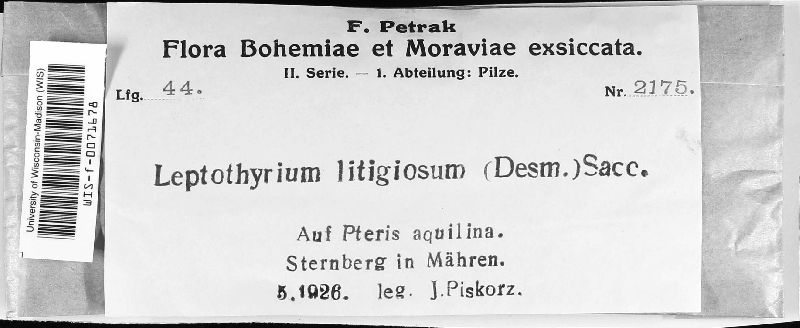 F. Petrak
Flora Bohemiae et Moraviae exsiccata.
II. Serie. — 1. Abteilung: Pilze.
Lfg. 44.
Nr. 2175.
Leptothyrium litigiosum (Desm.) Sacc.
Auf Pteris aquilina.
Sternberg in Mähren.
5.1926. leg. J.Piskorz.
University of Wisconsin-Madison (WIS)
WIS-f-0071678